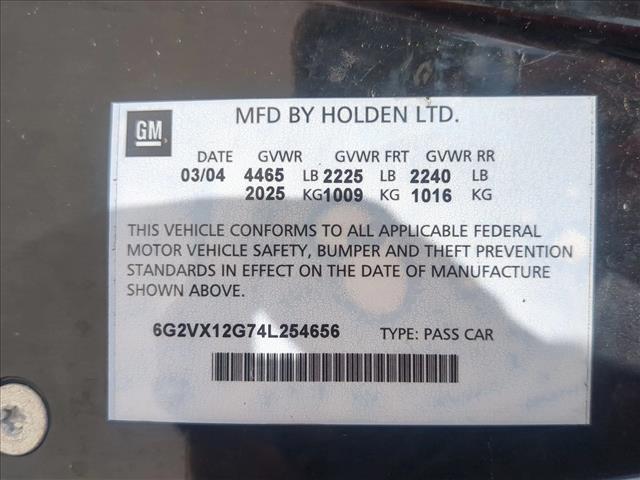 GM
MFD BY HOLDEN LTD.
DATE GVWR GVWR FRT GVWR RR
03/04 4465 LB 2225 LB 2240 LB
2025 KG 1009 KG 1016 KG
THIS VEHICLE CONFORMS TO ALL APPLICABLE FEDERAL
MOTOR VEHICLE SAFETY, BUMPER AND THEFT PREVENTION
STANDARDS IN EFFECT ON THE DATE OF MANUFACTURE
SHOWN ABOVE.
6G2VX12G74L254656 TYPE: PASS CAR